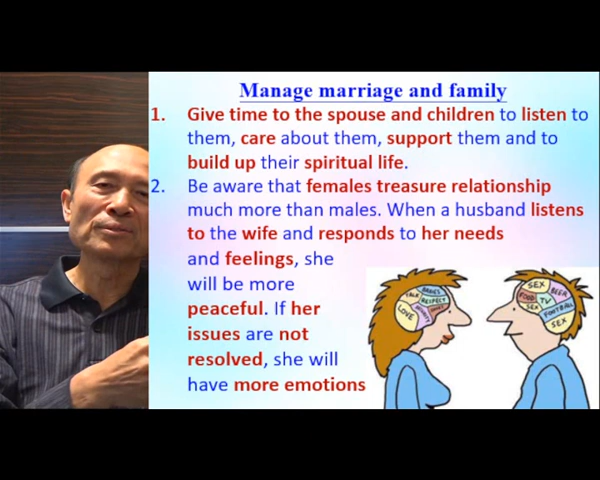 Manage marriage and family
1. Give time to the spouse and children to listen to
them, care about them, support them and to
build up their spiritual life.
2. Be aware that females treasure relationship
much more than males. When a husband listens
to the wife and responds to her needs
and feelings, she
will be more
peaceful. If her
issues are not
resolved, she will
have more emotions
BABIES
TALK
RESPECT
LOVE
SEX
BEER
FOOD
TV
SEX
FOOTBALL
SEX